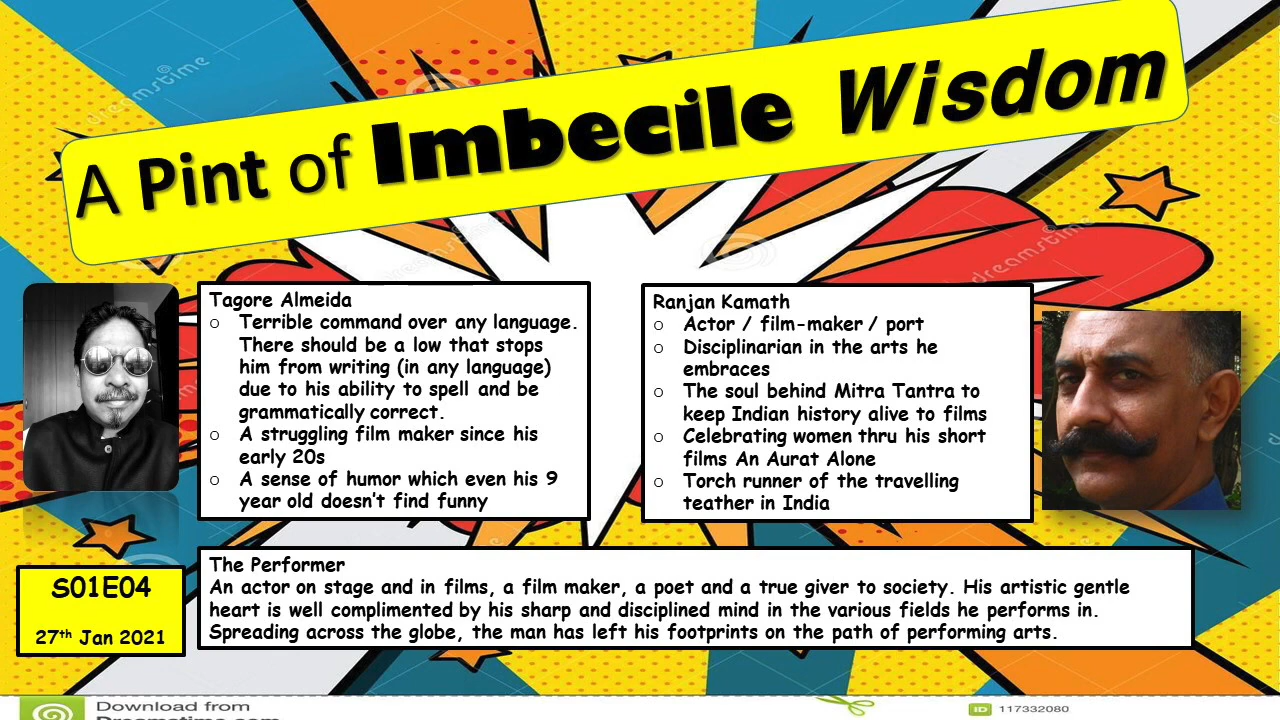 A Pint of Imbecile Wisdom
Tagore Almeida
o Terrible command over any language.
There should be a low that stops
him from writing (in any language)
due to his ability to spell and be
grammatically correct.
o A struggling film maker since his
early 20s
o A sense of humor which even his 9
year old doesn't find funny
Ranjan Kamath
o Actor / film-maker / port
o Disciplinarian in the arts he
embraces
o The soul behind Mitra Tantra to
keep Indian history alive to films
o Celebrating women thru his short
films An Aurat Alone
o Torch runner of the travelling
teather in India
The Performer
An actor on stage and in films, a film maker, a poet and a true giver to society. His artistic gentle
heart is well complimented by his sharp and disciplined mind in the various fields he performs in.
Spreading across the globe, the man has left his footprints on the path of performing arts.
S01E04
27th Jan 2021
dreamstime
dreamstime
dreamstime
Download from
Dreamstime.com
ID 117332080